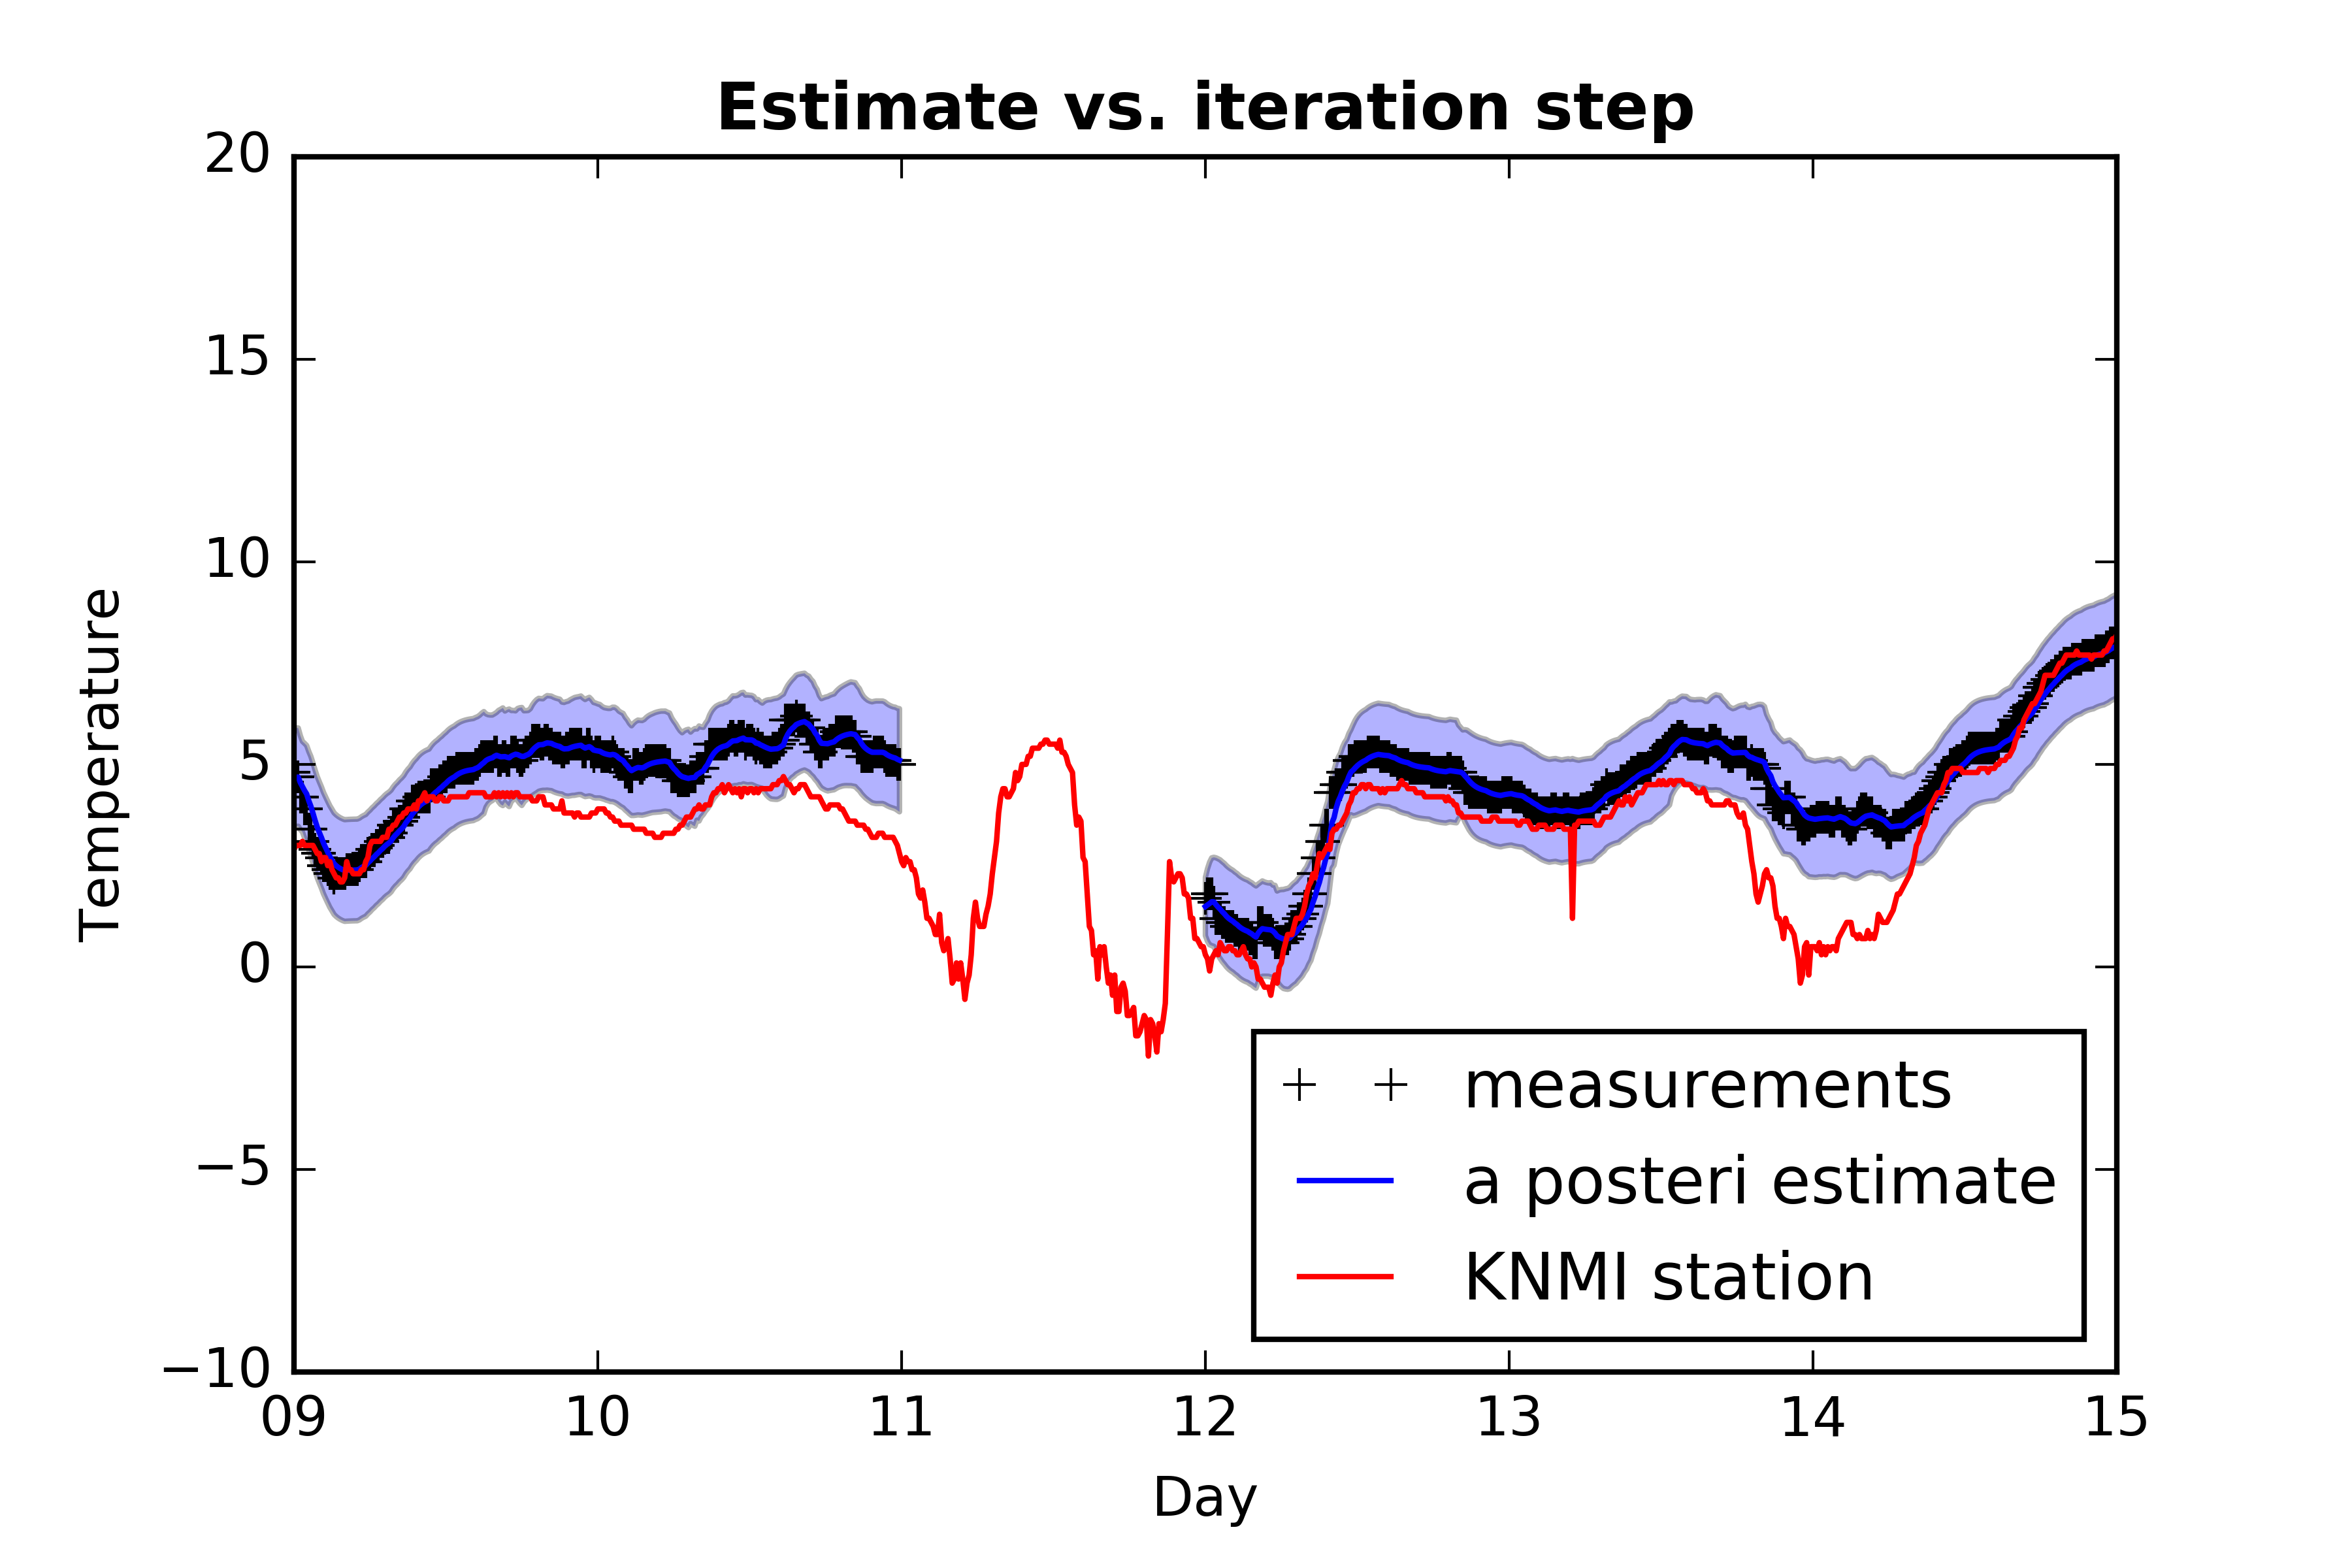 Estimate vs. iteration step
20
15
10
5
0
−5
−10
Temperature
measurements
a posteri estimate
KNMI station
09 10 11 12 13 14 15
Day